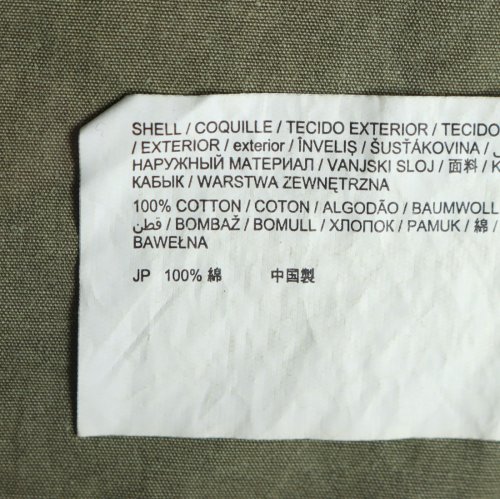 SHELL / COQUILLE / TECIDO EXTERIOR / TECIDO
/ EXTERIOR / exterior / ÎNVELIŞ / ŠUSŤÁKOVINA /
НАРУЖНЫЙ МАТЕРИАЛ / VANJSKI SLOJ / 面料 / K
КАБЫК / WARSTWA ZEWNĘTRZNA
100% COTTON / COTON / ALGODÃO / BAUMWOLL
قطن / BOMBAŽ / BOMULL / ХЛОПОК / PAMUK / 綿 /
BAWEŁNA
JP 100% 綿 中国製